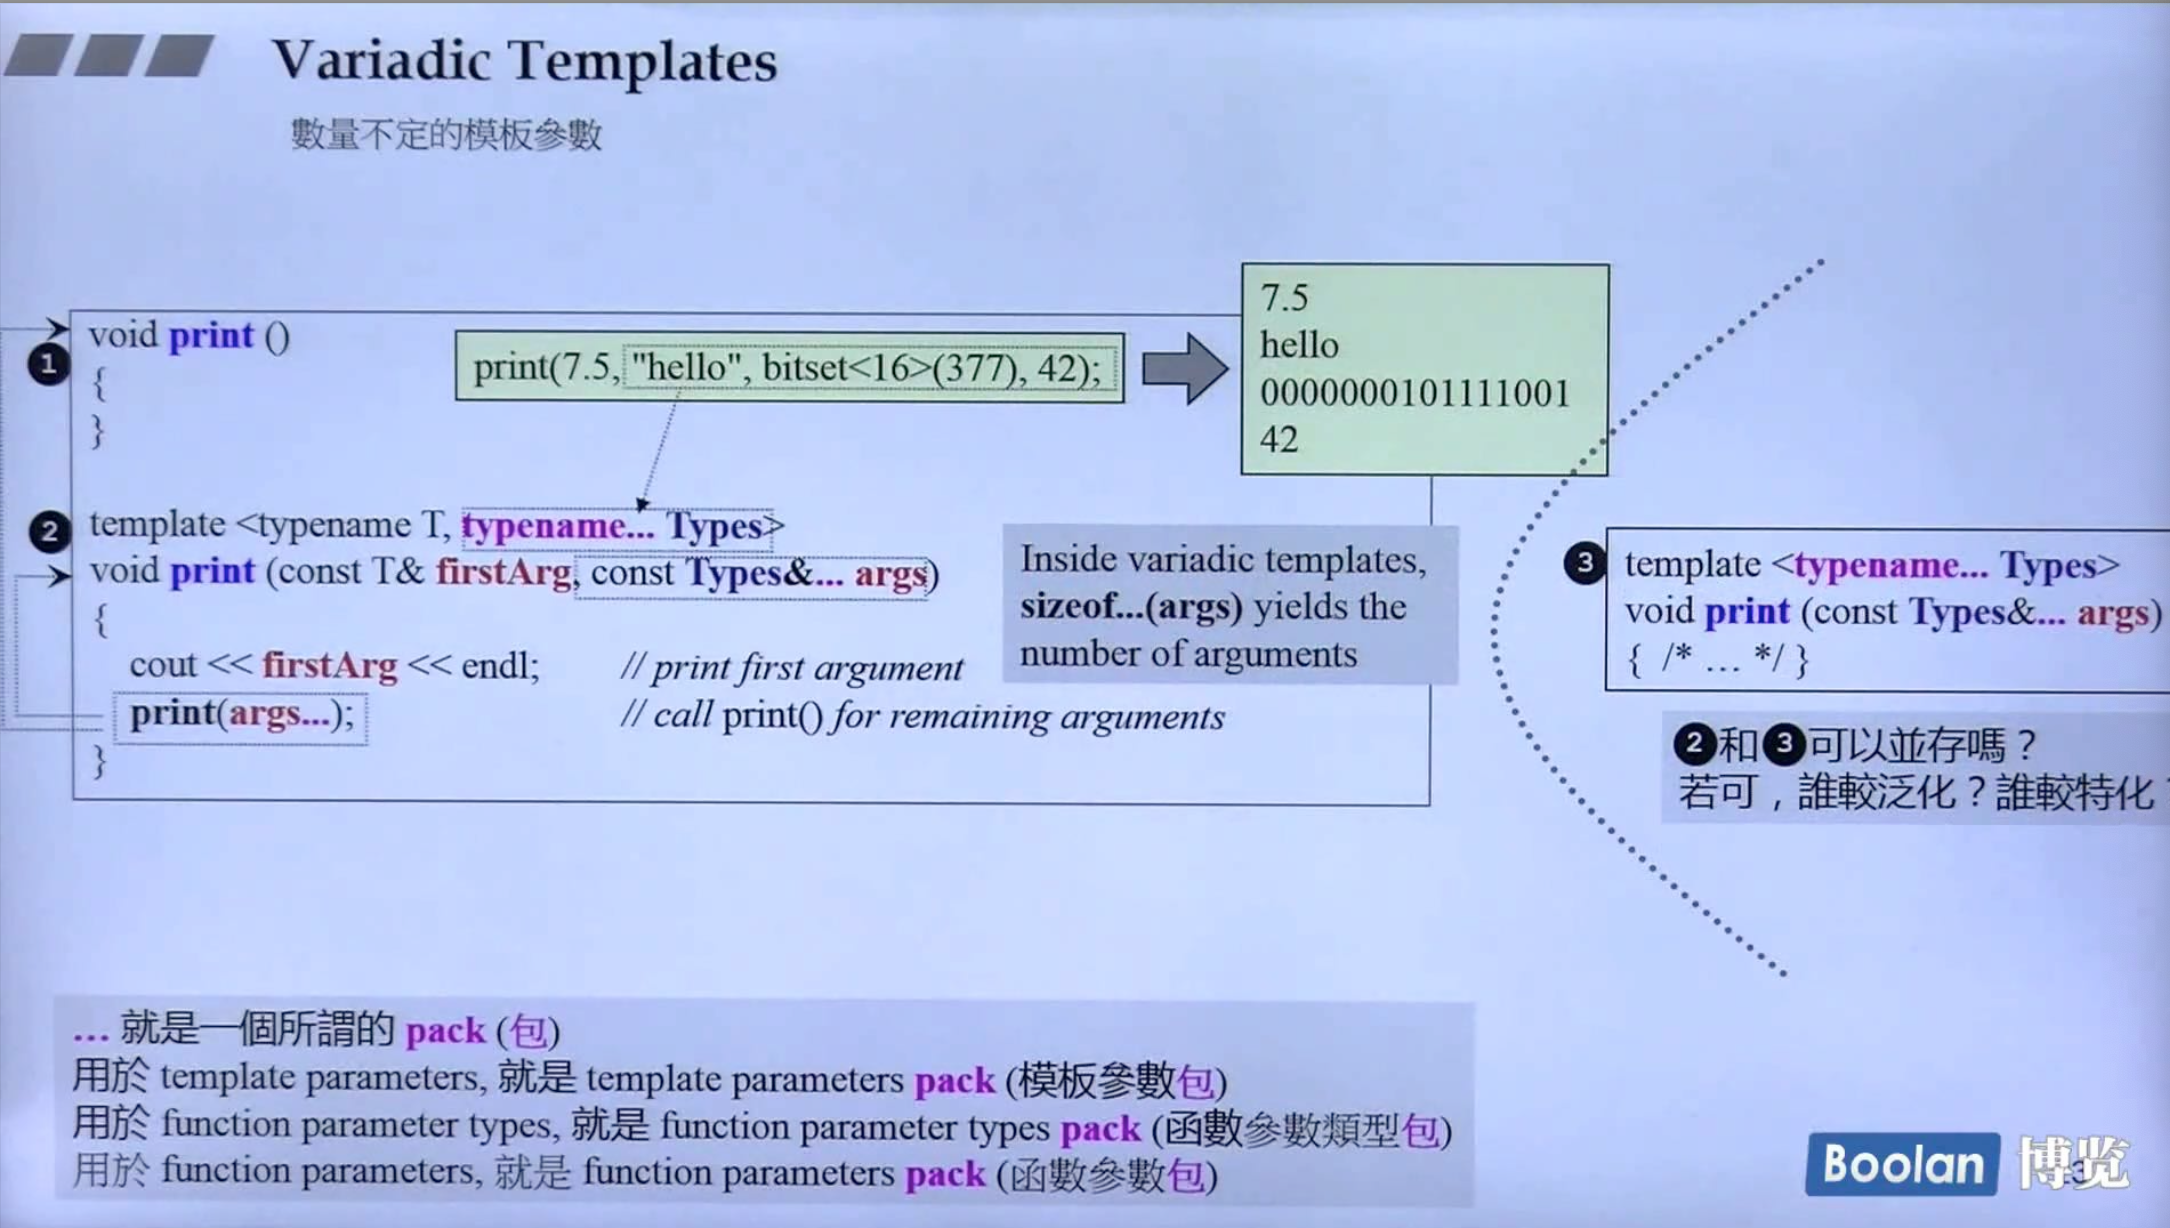 Variadic Templates
數量不定的模板參數
1
void print ()
{
}
print(7.5, "hello", bitset<16>(377), 42);
7.5
hello
0000000101111001
42
2
template <typename T, typename... Types>
void print (const T& firstArg, const Types&... args)
{
cout << firstArg << endl; // print first argument
print(args...); // call print() for remaining arguments
}
Inside variadic templates,
sizeof...(args) yields the
number of arguments
3
template <typename... Types>
void print (const Types&... args)
{ /* ... */ }
2和3可以並存嗎？
若可，誰較泛化？誰較特化
... 就是一個所謂的 pack (包)
用於 template parameters, 就是 template parameters pack (模板參數包)
用於 function parameter types, 就是 function parameter types pack (函數參數類型包)
用於 function parameters, 就是 function parameters pack (函數參數包)
Boolan 博览